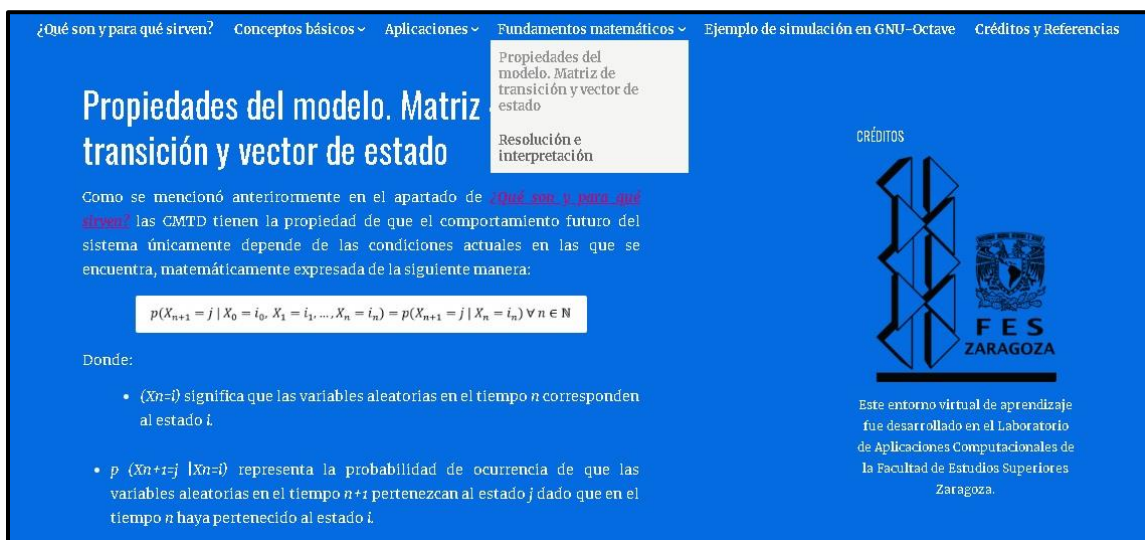 ¿Qué son y para qué sirven? Conceptos básicos Aplicaciones Fundamentos matemáticos Ejemplo de simulación en GNU-Octave Créditos y Referencias
Propiedades del
modelo. Matriz de
transición y vector de
estado
Resolución e
interpretación
Propiedades del modelo. Matriz
transición y vector de estado
Como se mencionó anterirormente en el apartado de ¿Qué son y para qué
sirven? las CMTD tienen la propiedad de que el comportamiento futuro del
sistema únicamente depende de las condiciones actuales en las que se
encuentra, matemáticamente expresada de la siguiente manera:
p(Xₙ₊₁ = j | X₀ = i₀, X₁ = i₁, ..., Xₙ = iₙ) = p(Xₙ₊₁ = j | Xₙ = iₙ) ∀ n ∈ ℕ
Donde:
• (Xn=i) significa que las variables aleatorias en el tiempo n corresponden
al estado i.
• p (Xn+1=j |Xn=i) representa la probabilidad de ocurrencia de que las
variables aleatorias en el tiempo n+1 pertenezcan al estado j dado que en el
tiempo n haya pertenecido al estado i.
CRÉDITOS
FES
ZARAGOZA
Este entorno virtual de aprendizaje
fue desarrollado en el Laboratorio
de Aplicaciones Computacionales de
la Facultad de Estudios Superiores
Zaragoza.